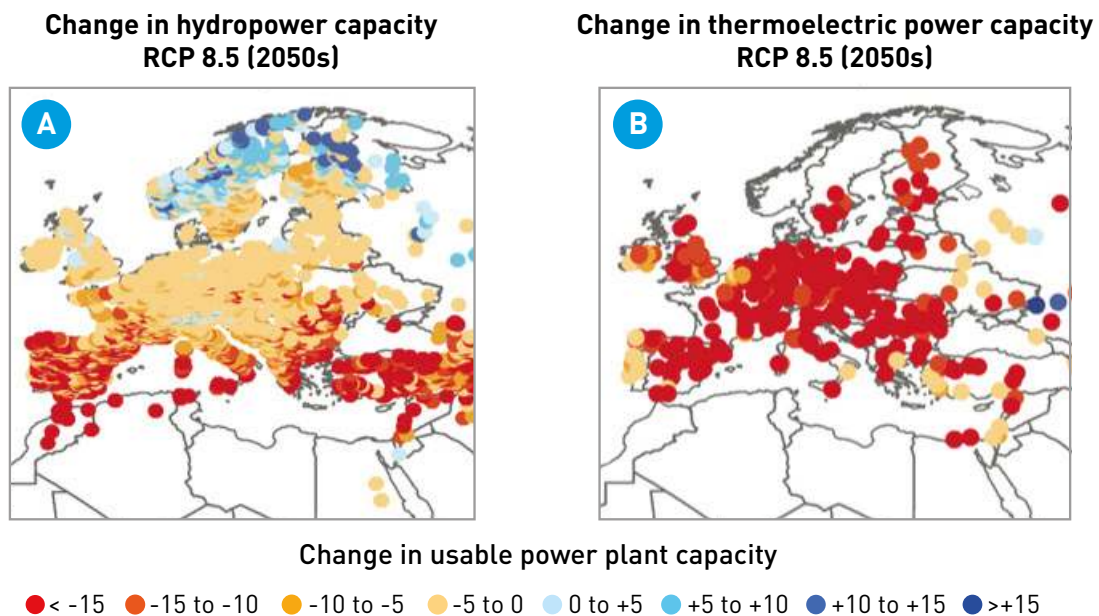 Change in hydropower capacity
RCP 8.5 (2050s)
Change in thermoelectric power capacity
RCP 8.5 (2050s)
A
B
Change in usable power plant capacity
< -15 -15 to -10 -10 to -5 -5 to 0 0 to +5 +5 to +10 +10 to +15 >+15